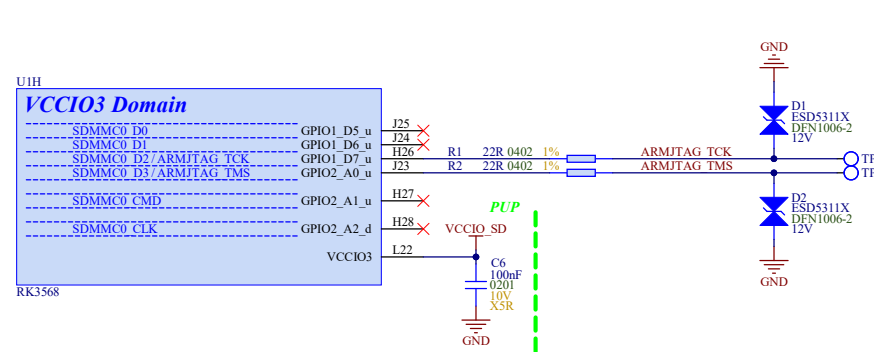 GND
U1H
VCCIO3 Domain
D1
ESD5311X
DFN1006-2
12V
SDMMC0_D0 GPIO1_D5_u J25
SDMMC0_D1 GPIO1_D6_u J24
SDMMC0_D2/ARMJTAG_TCK GPIO1_D7_u H26 R1 22R 0402 1% ARMJTAG_TCK TP
SDMMC0_D3/ARMJTAG_TMS GPIO2_A0_u J23 R2 22R 0402 1% ARMJTAG_TMS TP
SDMMC0_CMD GPIO2_A1_u H27
PUP
D2
ESD5311X
DFN1006-2
12V
SDMMC0_CLK GPIO2_A2_d H28
VCCIO_SD
VCCIO3 L22
C6
100nF
0201
10V
X5R
GND
GND
RK3568